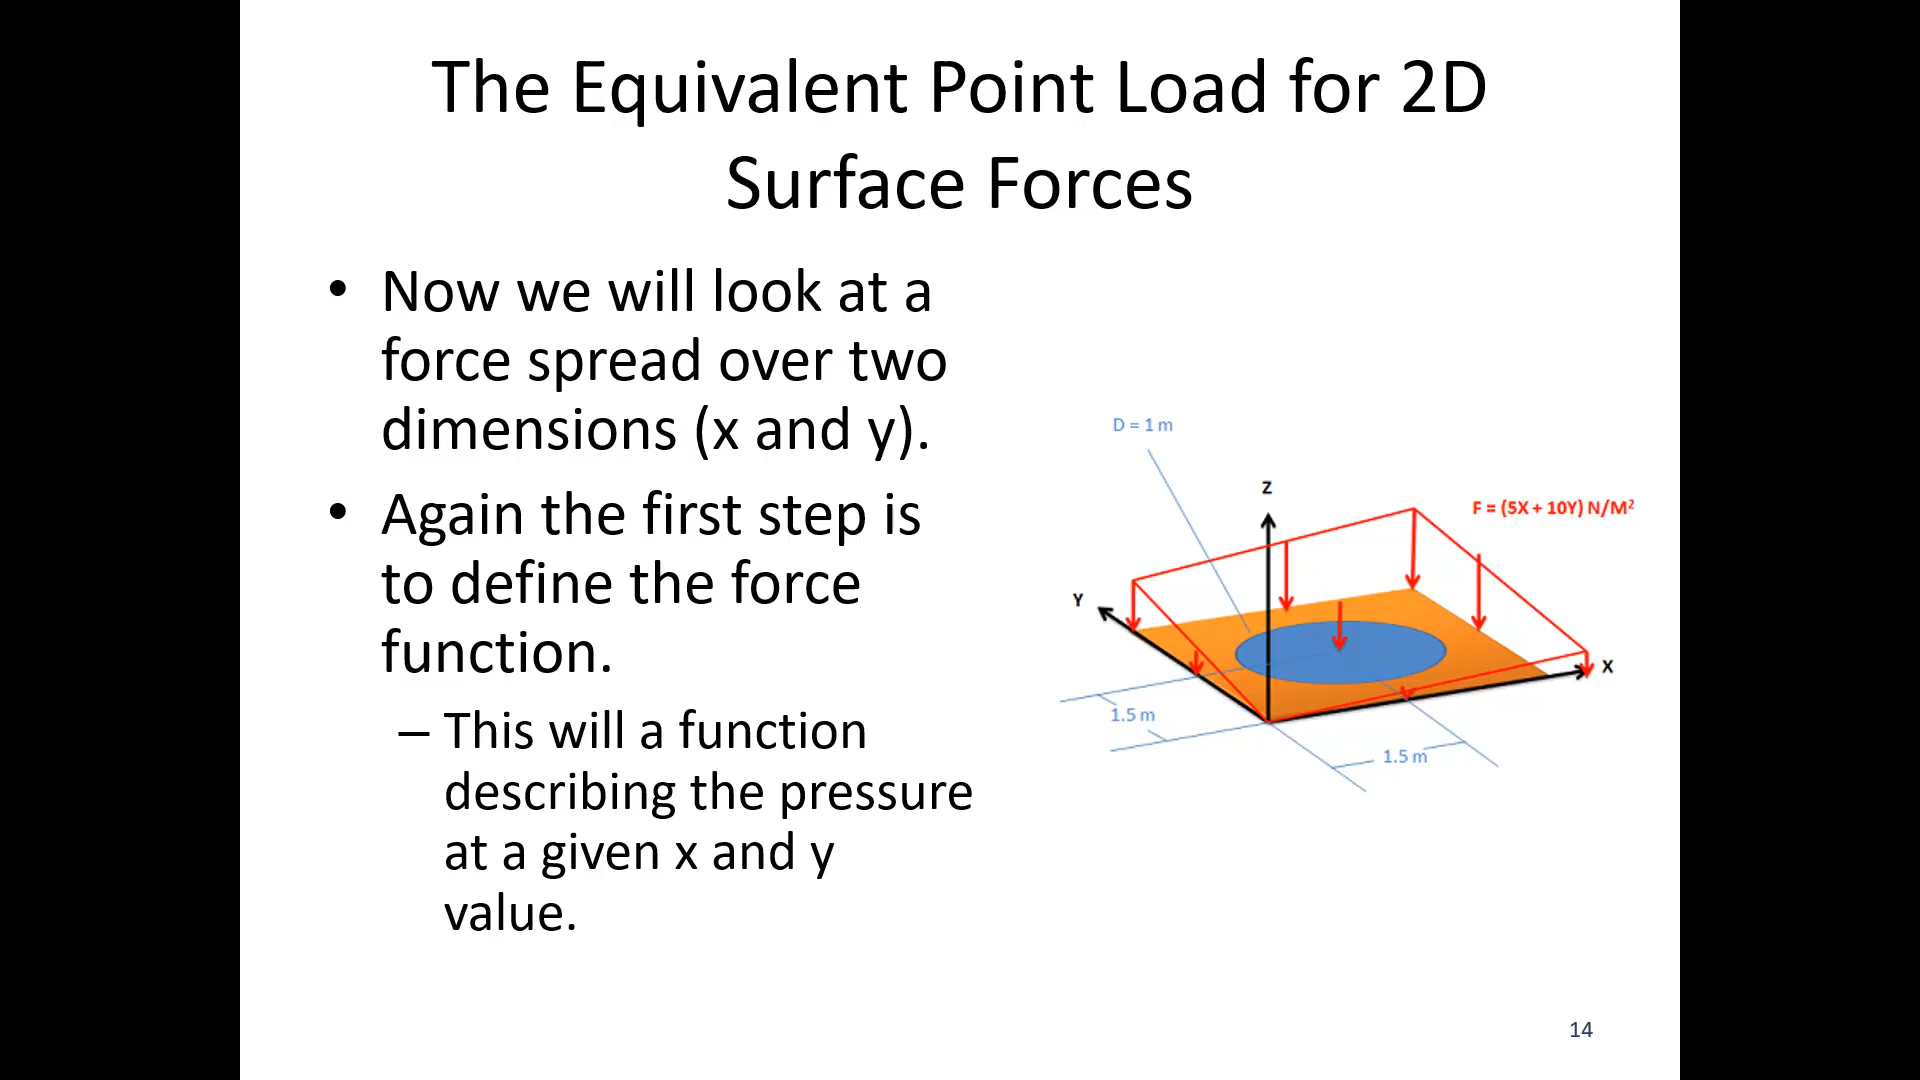 The Equivalent Point Load for 2D
Surface Forces
• Now we will look at a
force spread over two
dimensions (x and y).
• Again the first step is
to define the force
function.
– This will a function
describing the pressure
at a given x and y
value.
D = 1 m
Z
F = (5X + 10Y) N/M²
Y
X
1.5 m
1.5 m
14